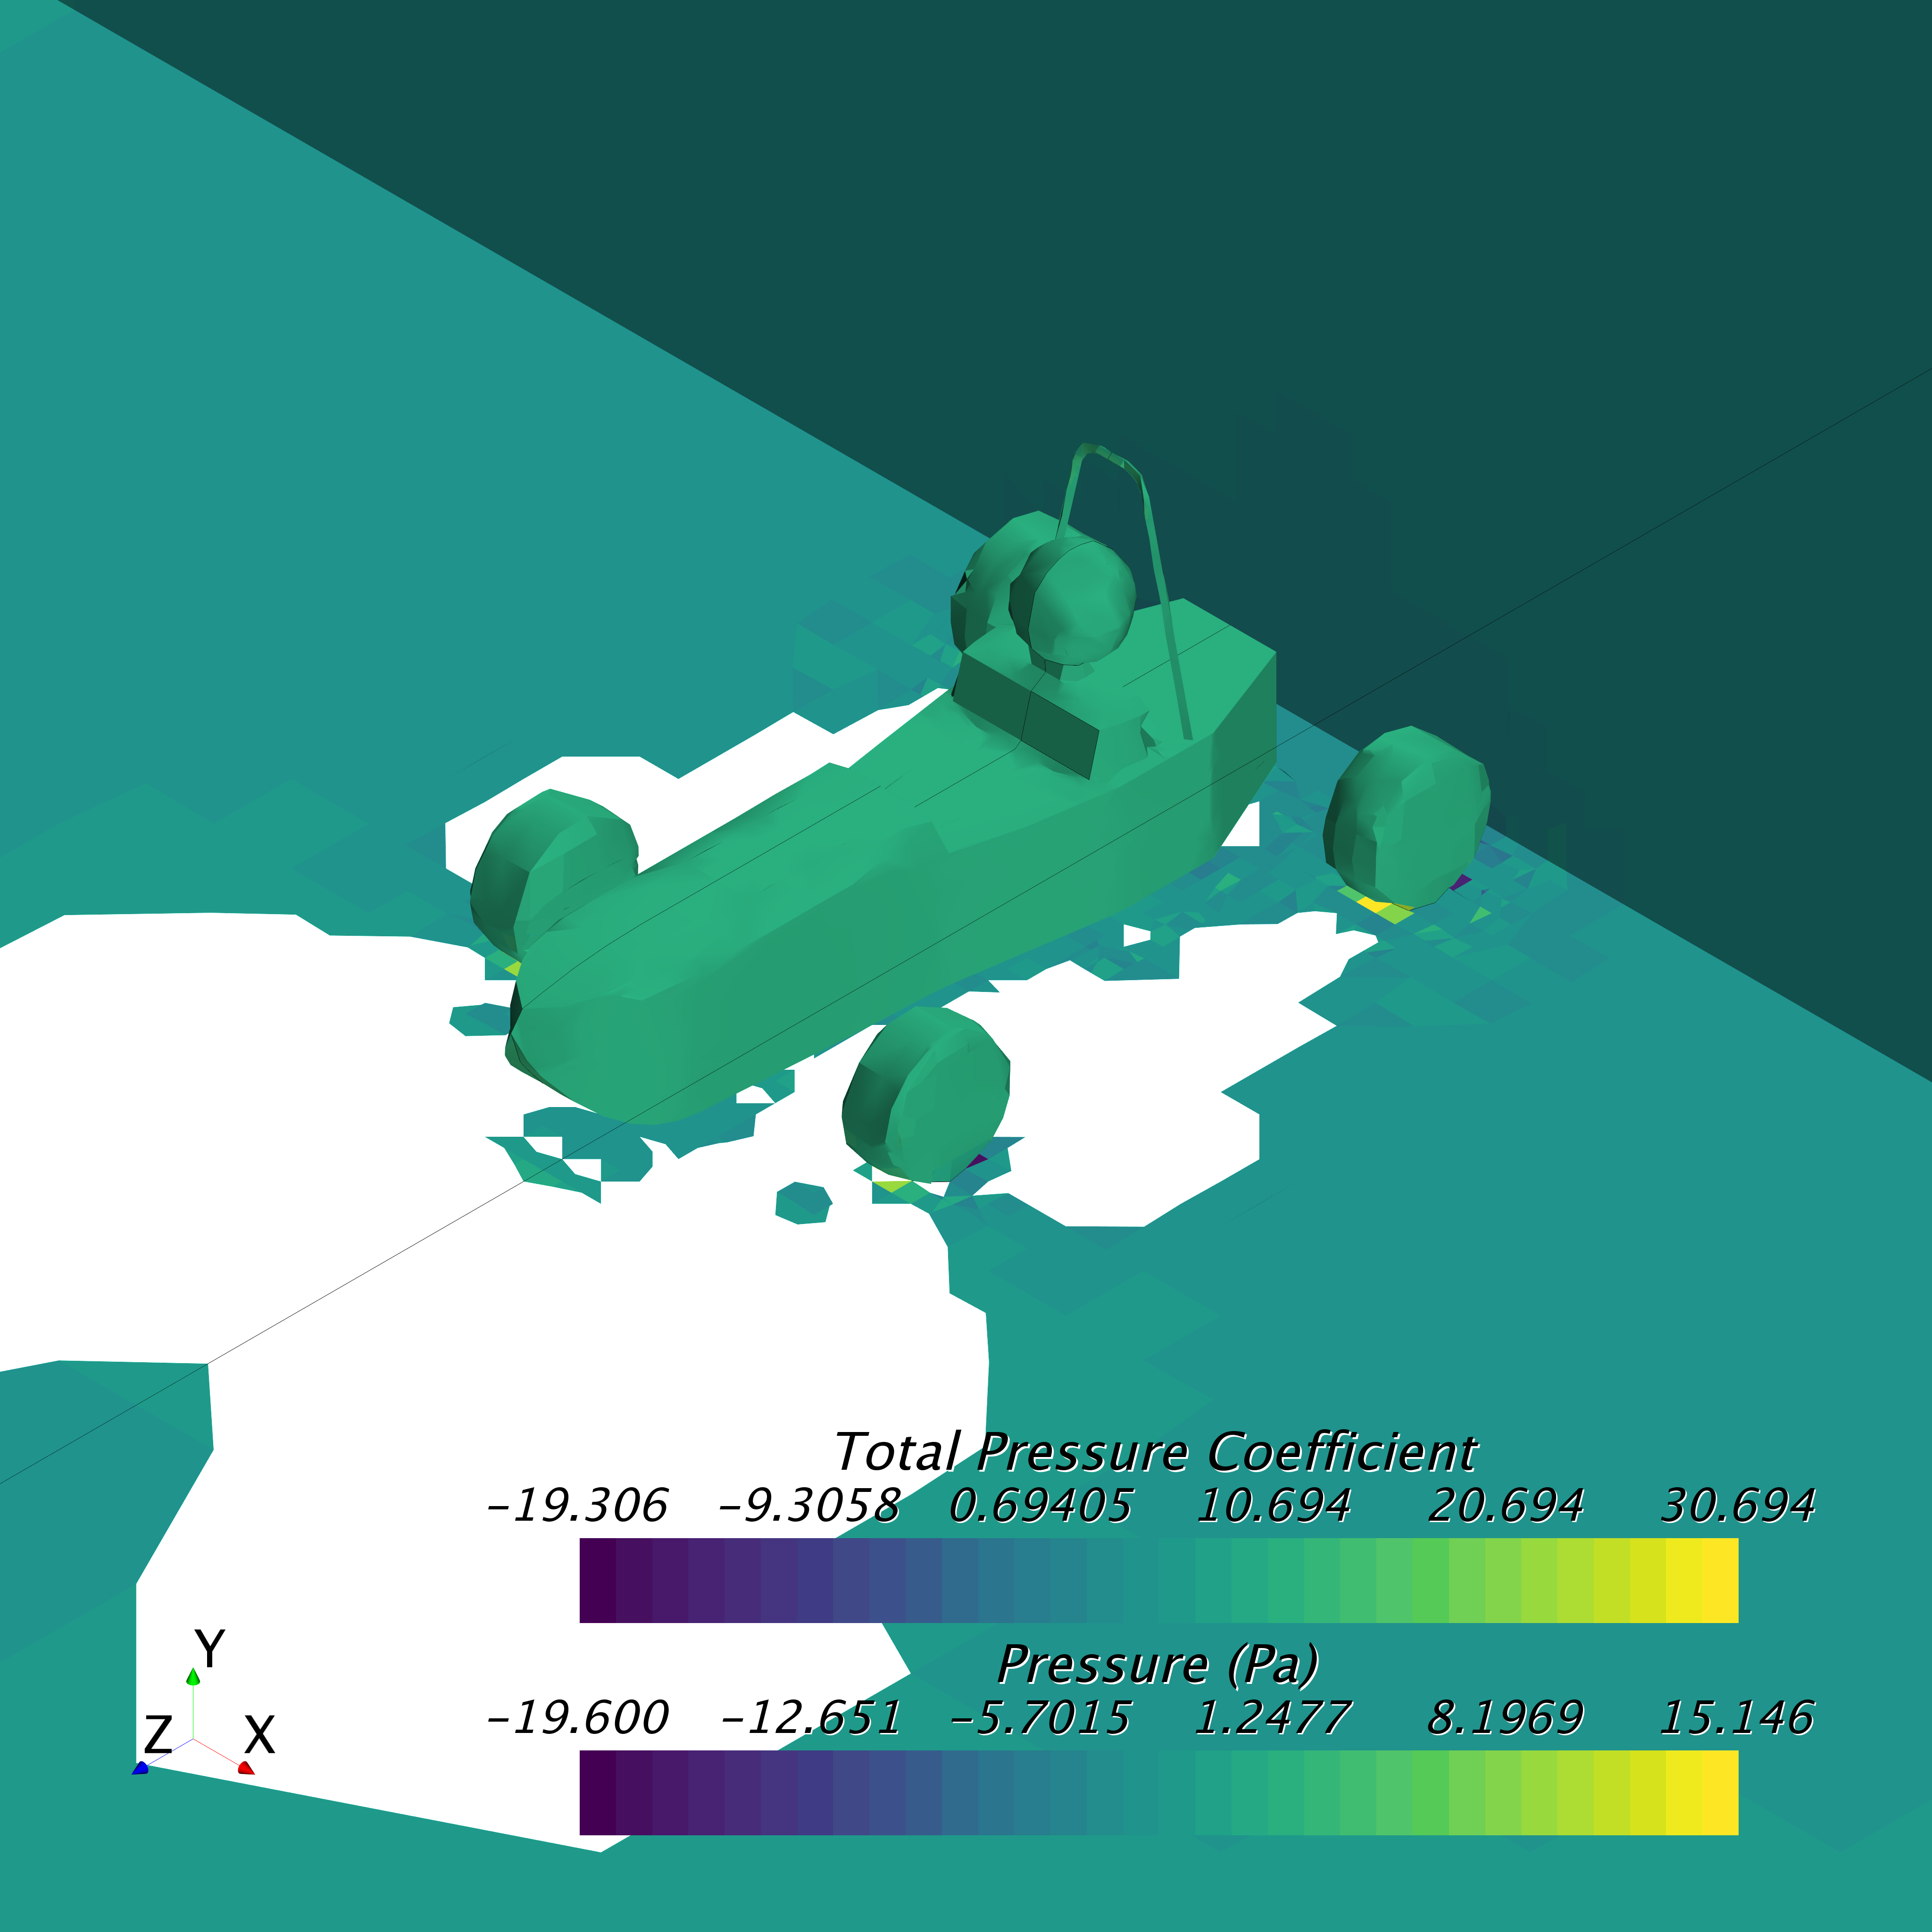 Total Pressure Coefficient
−19.306 −9.3058 0.69405 10.694 20.694 30.694
Pressure (Pa)
−19.600 −12.651 −5.7015 1.2477 8.1969 15.146
Y
Z X